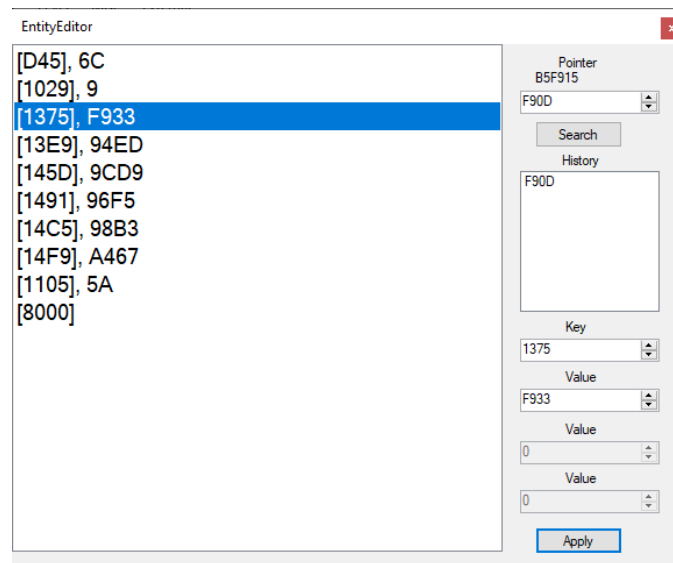 EntityEditor
[D45], 6C
[1029], 9
[1375], F933
[13E9], 94ED
[145D], 9CD9
[1491], 96F5
[14C5], 98B3
[14F9], A467
[1105], 5A
[8000]
Pointer
B5F915
F90D
Search
History
F90D
Key
1375
Value
F933
Value
0
Value
0
Apply